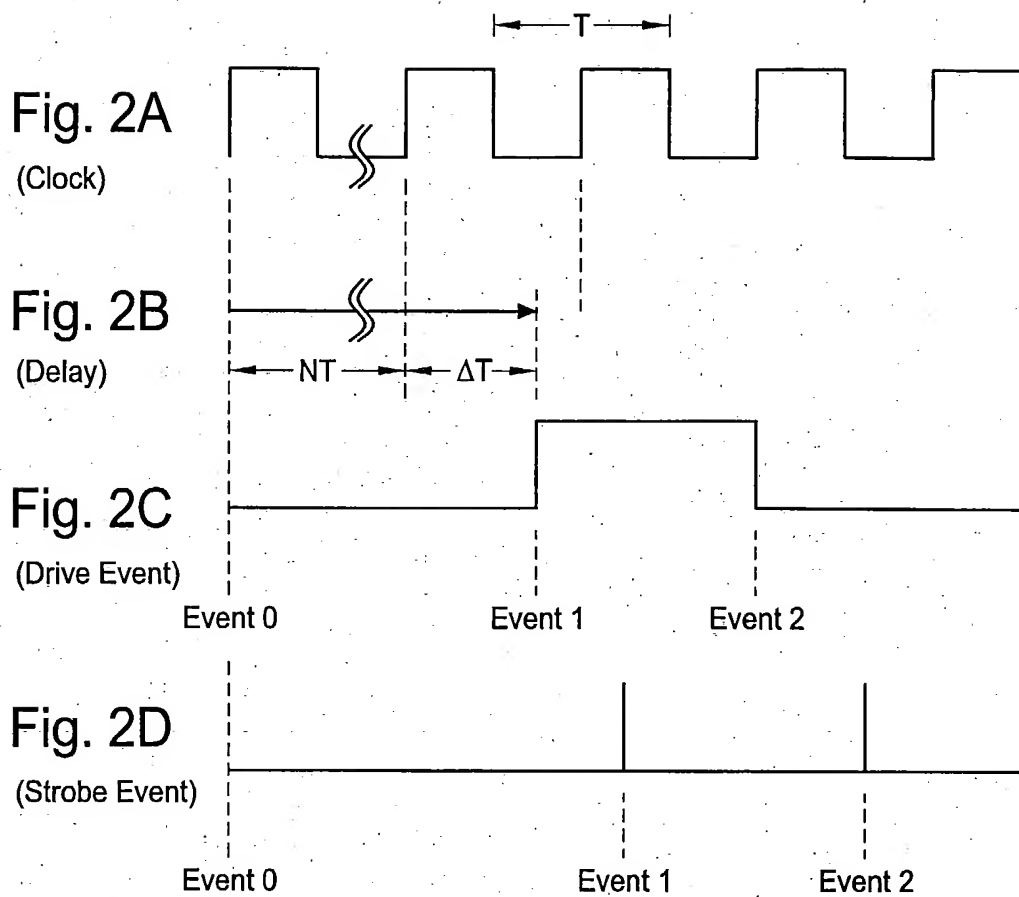 T
Fig. 2A
(Clock)
Fig. 2B
(Delay)
NT
ΔT
Fig. 2C
(Drive Event)
Event 0
Event 1
Event 2
Fig. 2D
(Strobe Event)
Event 0
Event 1
Event 2